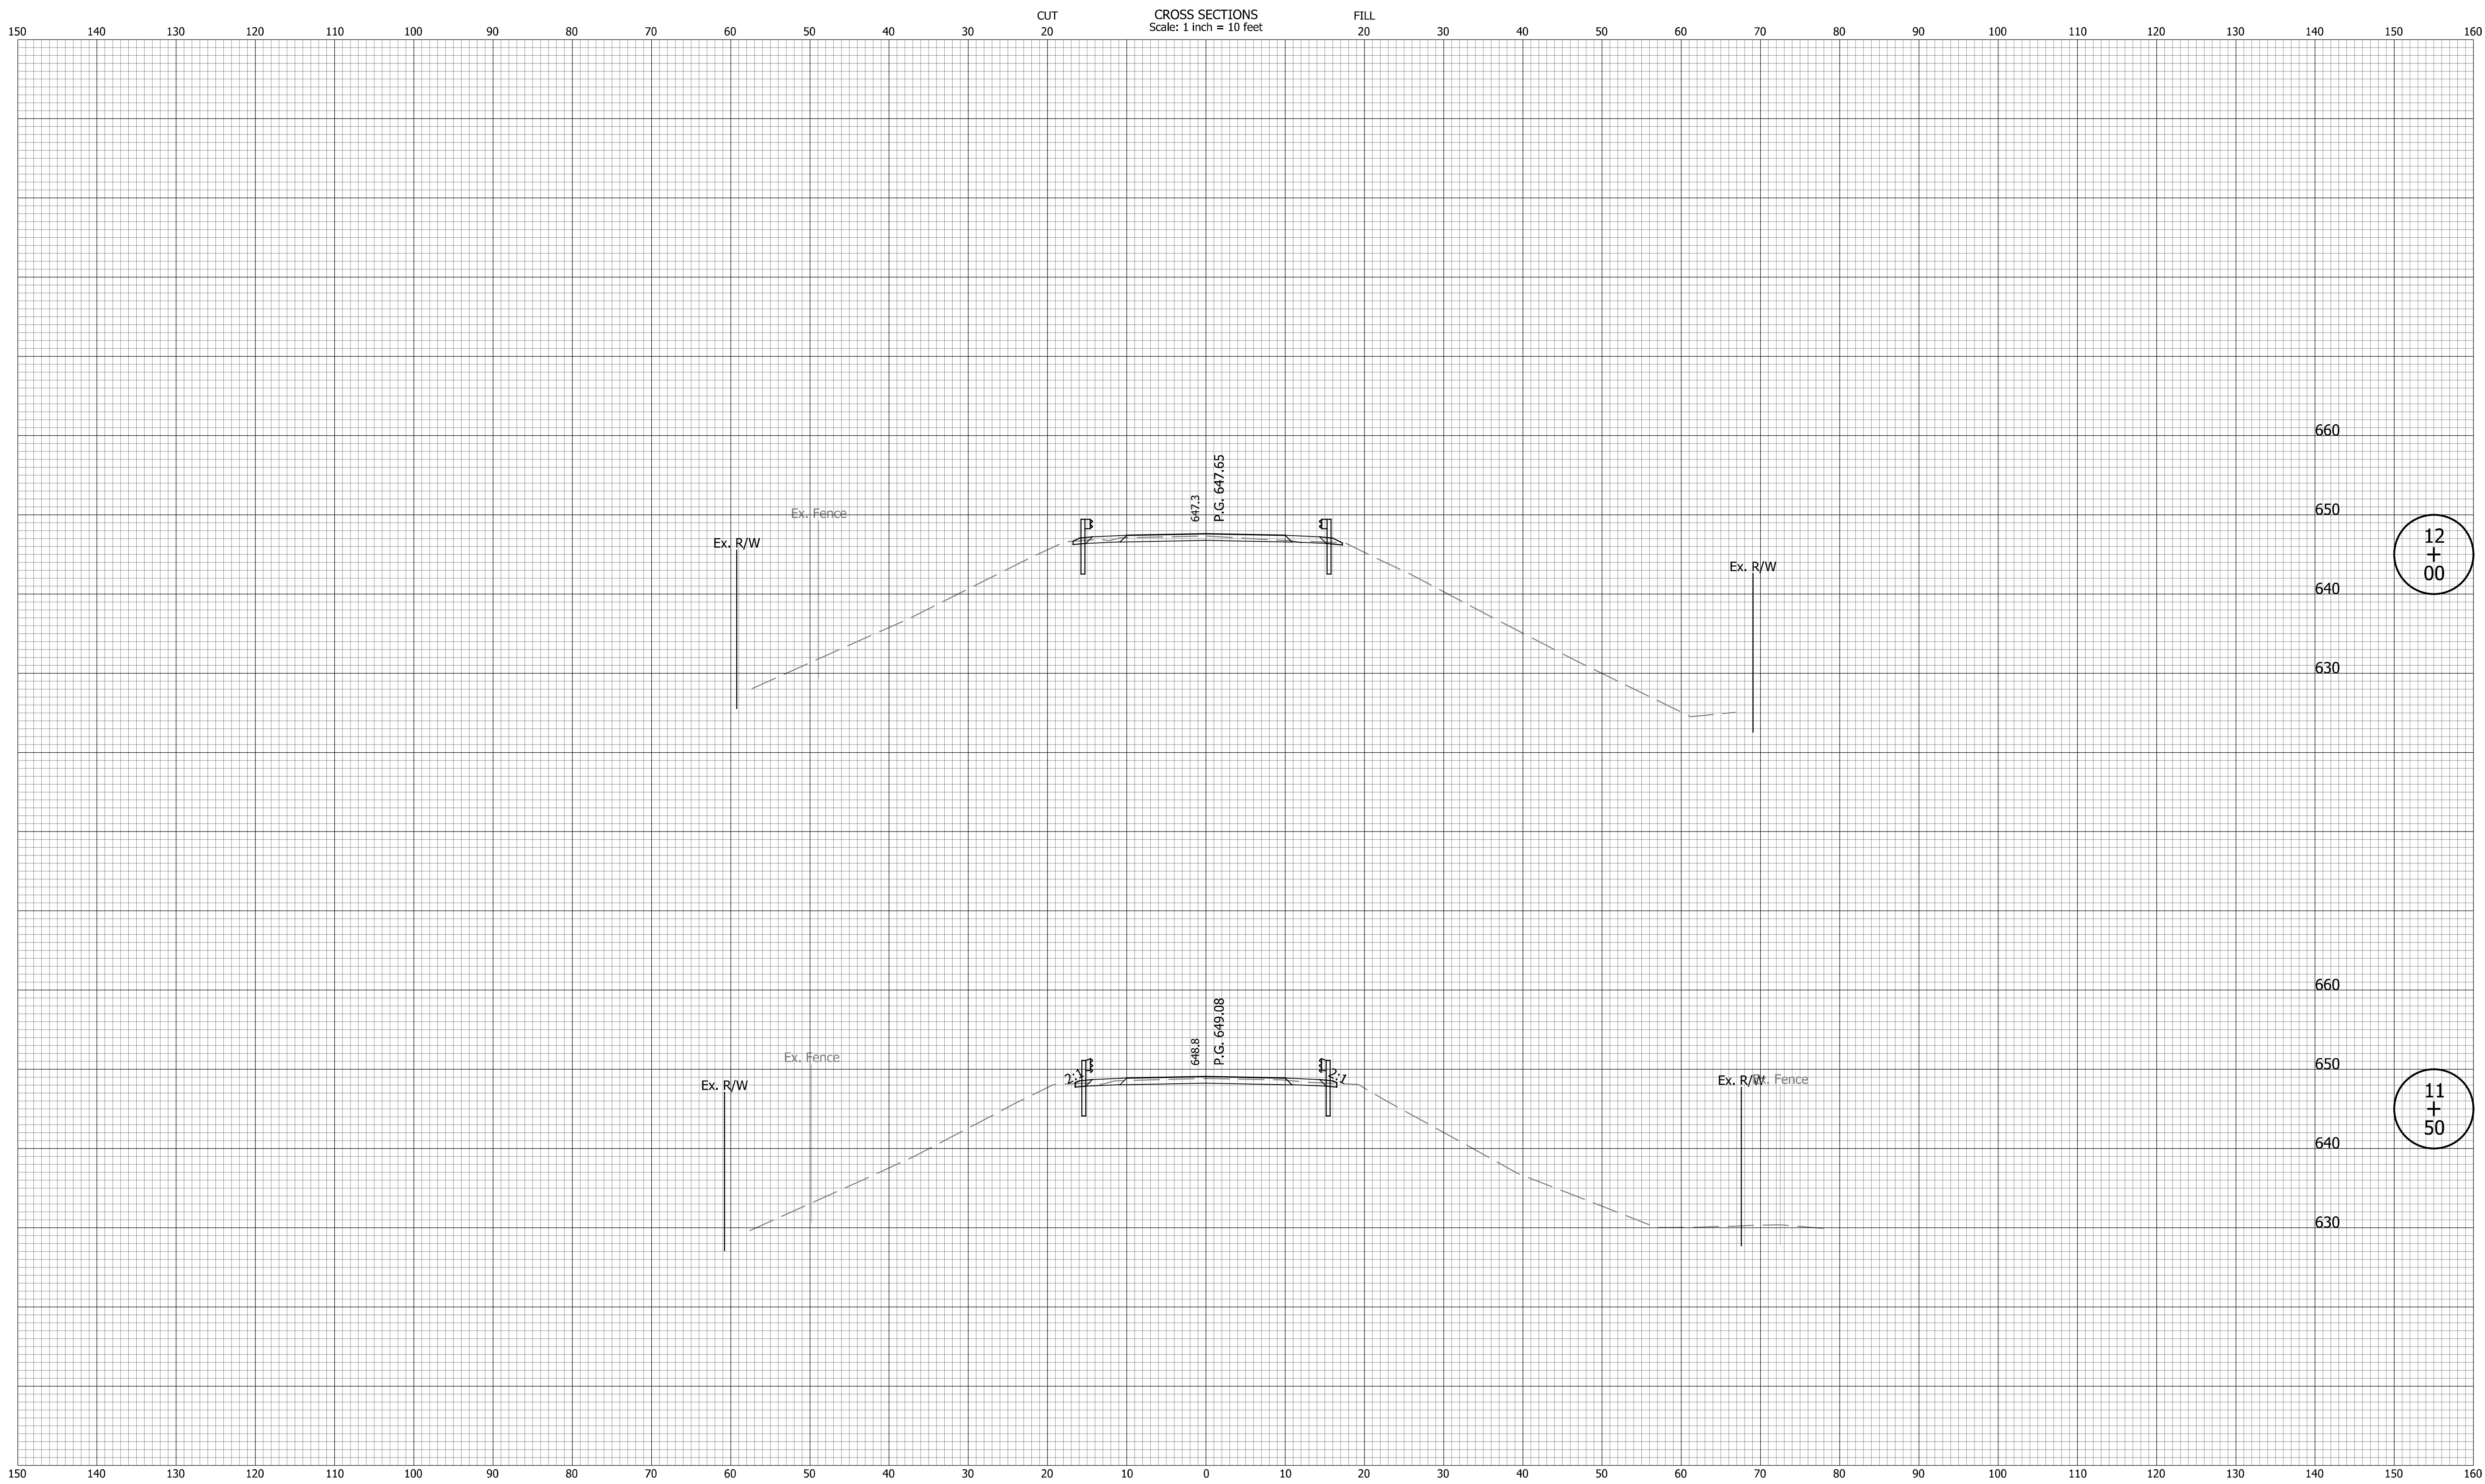 CUT CROSS SECTIONS FILL
Scale: 1 inch = 10 feet
150 140 130 120 110 100 90 80 70 60 50 40 30 20 20 30 40 50 60 70 80 90 100 110 120 130 140 150 160
660
647.3
P.G. 647.65
650
Ex. Fence
Ex. R/W
12
+
00
Ex. R/W
640
630
660
648.8
P.G. 649.08
650
Ex. Fence
2:1
2:1
Ex. R/W
Ex. R/W
Ex. Fence
11
+
50
640
630
150 140 130 120 110 100 90 80 70 60 50 40 30 20 10 0 10 20 30 40 50 60 70 80 90 100 110 120 130 140 150 160